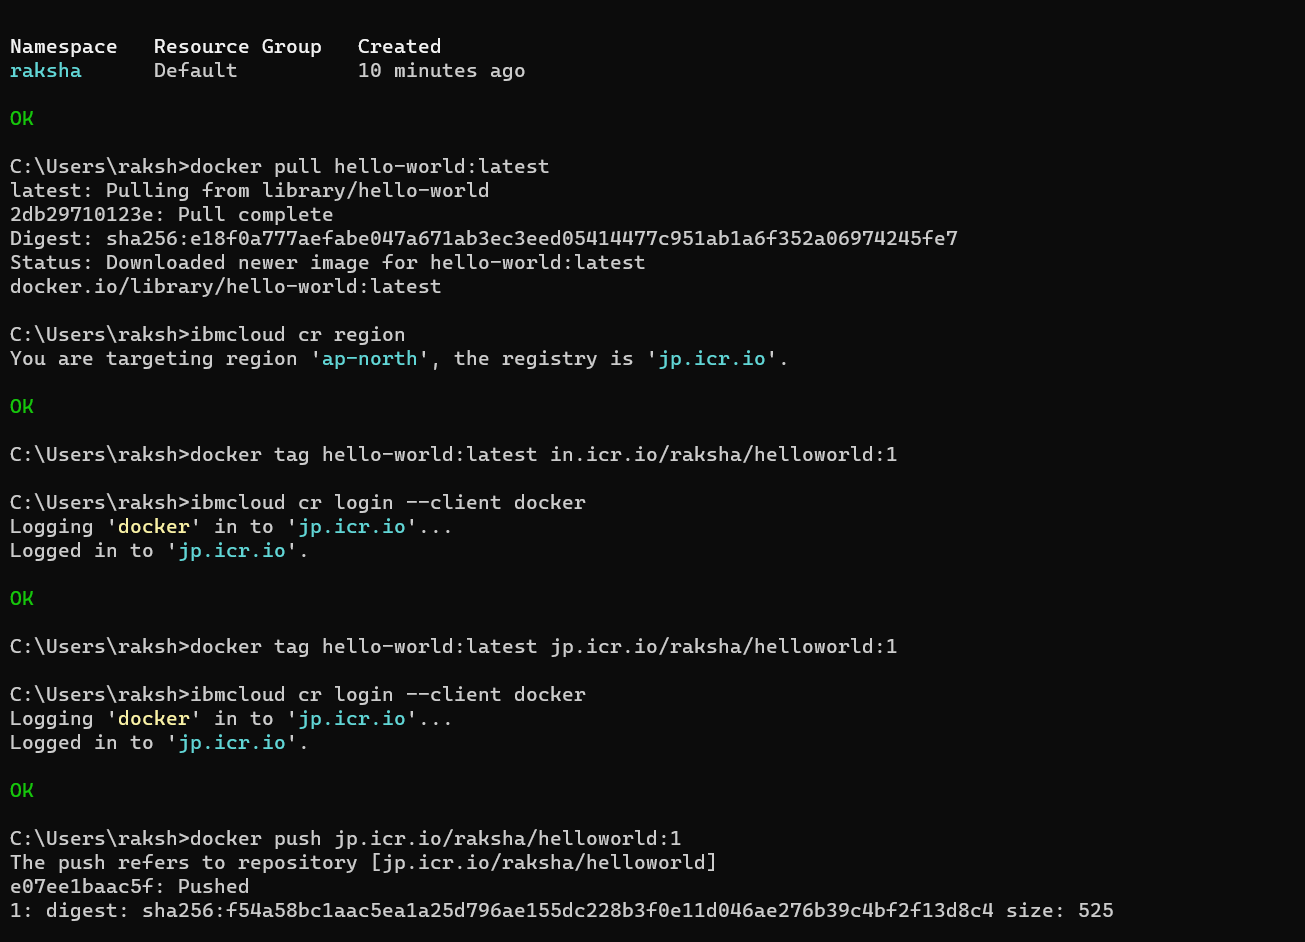 Namespace   Resource Group   Created
raksha      Default          10 minutes ago
OK
C:\Users\raksh>docker pull hello-world:latest
latest: Pulling from library/hello-world
2db29710123e: Pull complete
Digest: sha256:e18f0a777aefabe047a671ab3ec3eed05414477c951ab1a6f352a06974245fe7
Status: Downloaded newer image for hello-world:latest
docker.io/library/hello-world:latest
C:\Users\raksh>ibmcloud cr region
You are targeting region 'ap-north', the registry is 'jp.icr.io'.
OK
C:\Users\raksh>docker tag hello-world:latest in.icr.io/raksha/helloworld:1
C:\Users\raksh>ibmcloud cr login --client docker
Logging 'docker' in to 'jp.icr.io'...
Logged in to 'jp.icr.io'.
OK
C:\Users\raksh>docker tag hello-world:latest jp.icr.io/raksha/helloworld:1
C:\Users\raksh>ibmcloud cr login --client docker
Logging 'docker' in to 'jp.icr.io'...
Logged in to 'jp.icr.io'.
OK
C:\Users\raksh>docker push jp.icr.io/raksha/helloworld:1
The push refers to repository [jp.icr.io/raksha/helloworld]
e07ee1baac5f: Pushed
1: digest: sha256:f54a58bc1aac5ea1a25d796ae155dc228b3f0e11d046ae276b39c4bf2f13d8c4 size: 525